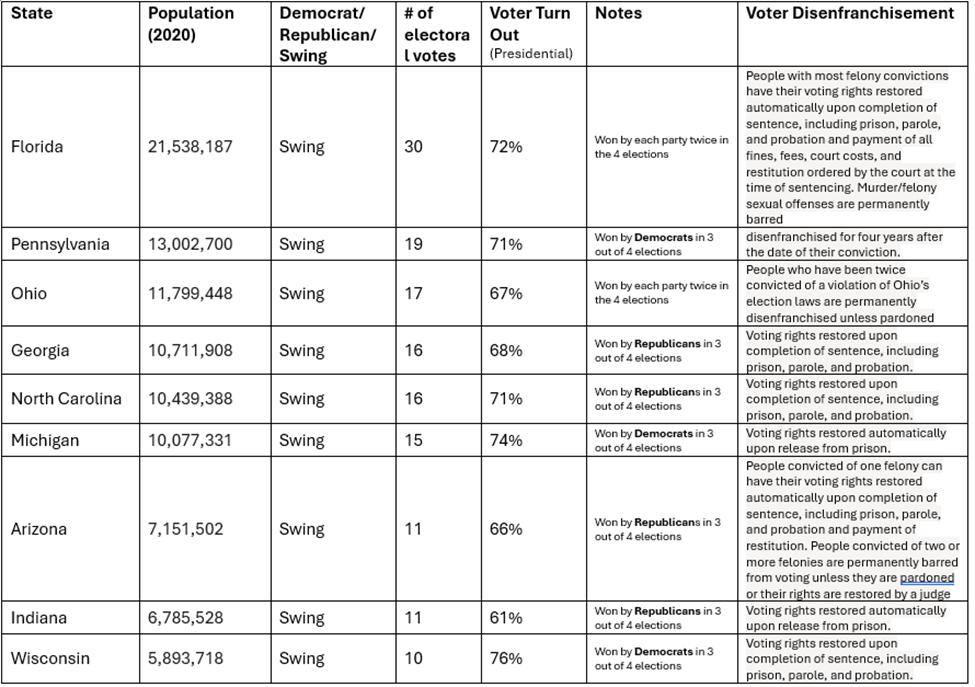 State
Population
(2020)
Democrat/
Republican/
Swing
# of
electora
l votes
Voter Turn
Out
(Presidential)
Notes
Voter Disenfranchisement
Florida
21,538,187
Swing
30
72%
Won by each party twice in
the 4 elections
People with most felony convictions
have their voting rights restored
automatically upon completion of
sentence, including prison, parole,
and probation and payment of all
fines, fees, court costs, and
restitution ordered by the court at the
time of sentencing. Murder/felony
sexual offenses are permanently
barred
Pennsylvania
13,002,700
Swing
19
71%
Won by Democrats in 3
out of 4 elections
disenfranchised for four years after
the date of their conviction.
Ohio
11,799,448
Swing
17
67%
Won by each party twice in
the 4 elections
People who have been twice
convicted of a violation of Ohio's
election laws are permanently
disenfranchised unless pardoned
Georgia
10,711,908
Swing
16
68%
Won by Republicans in 3
out of 4 elections
Voting rights restored upon
completion of sentence, including
prison, parole, and probation.
North Carolina
10,439,388
Swing
16
71%
Won by Republicans in 3
out of 4 elections
Voting rights restored upon
completion of sentence, including
prison, parole, and probation.
Michigan
10,077,331
Swing
15
74%
Won by Democrats in 3
out of 4 elections
Voting rights restored automatically
upon release from prison.
Arizona
7,151,502
Swing
11
66%
Won by Republicans in 3
out of 4 elections
People convicted of one felony can
have their voting rights restored
automatically upon completion of
sentence, including prison, parole,
and probation and payment of
restitution. People convicted of two or
more felonies are permanently barred
from voting unless they are pardoned
or their rights are restored by a judge
Indiana
6,785,528
Swing
11
61%
Won by Republicans in 3
out of 4 elections
Voting rights restored automatically
upon release from prison.
Wisconsin
5,893,718
Swing
10
76%
Won by Democrats in 3
out of 4 elections
Voting rights restored upon
completion of sentence, including
prison, parole, and probation.